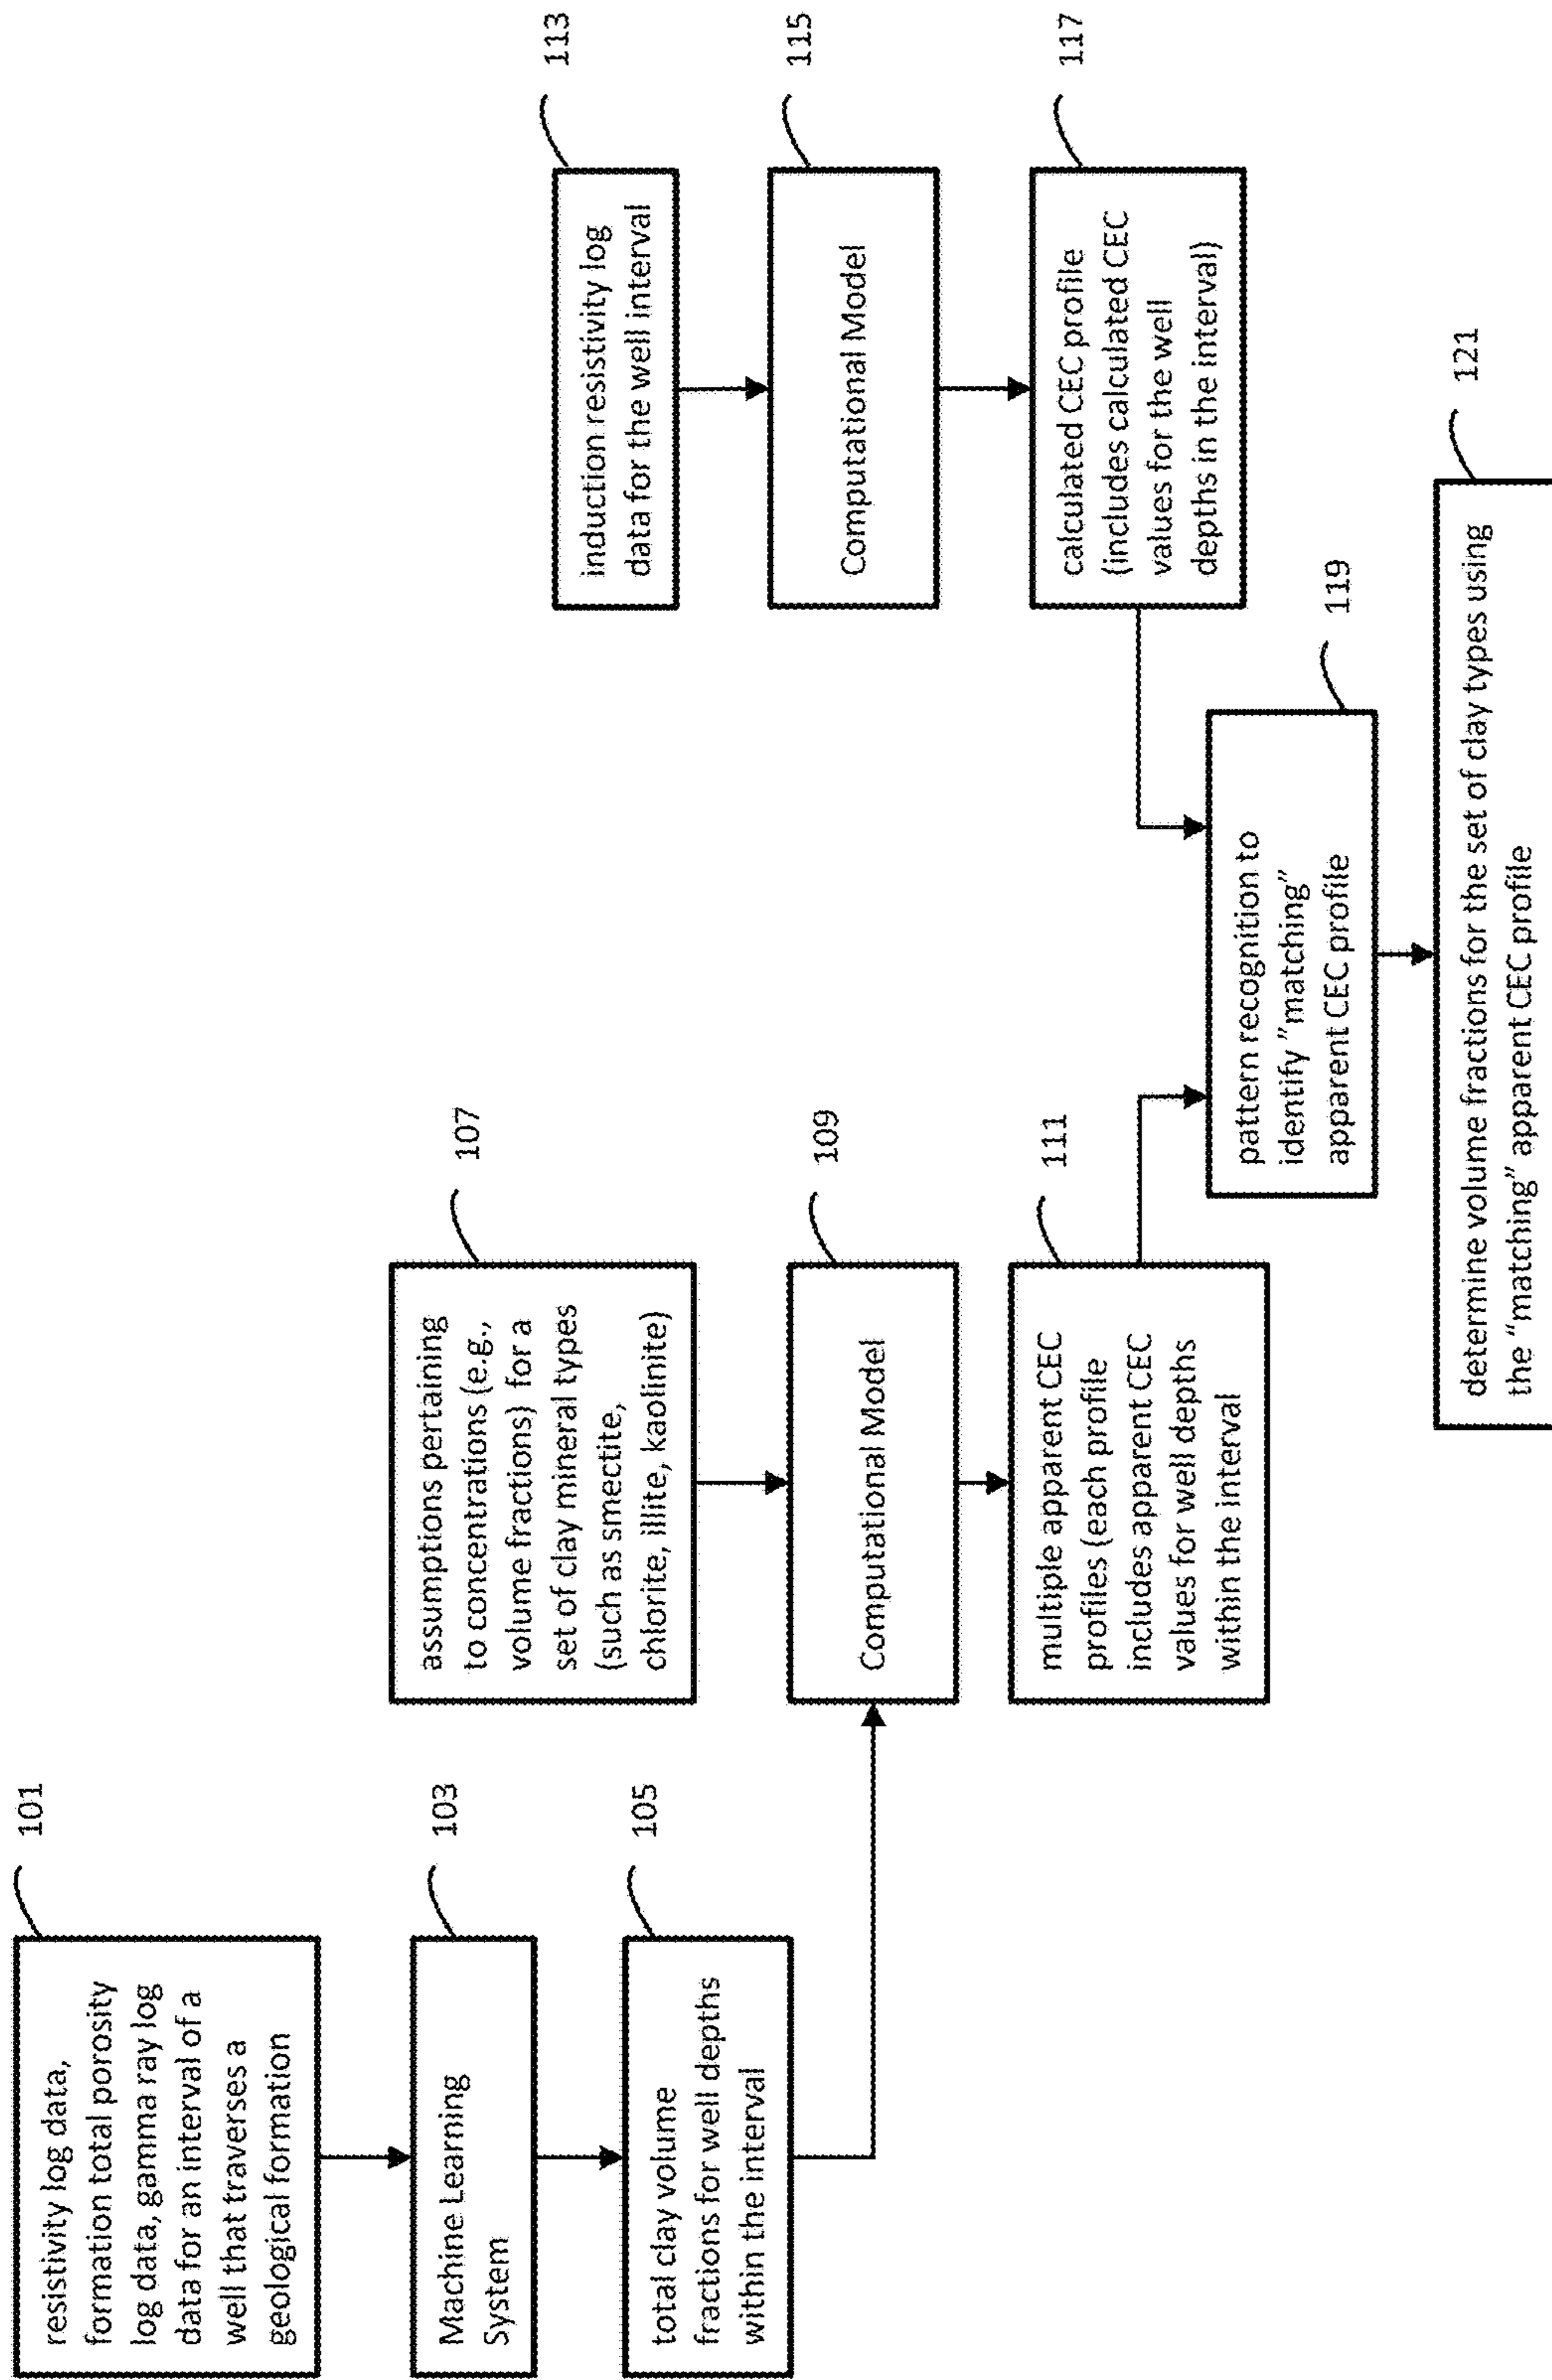 101
resistivity log data,
formation total porosity
log data, gamma ray log
data for an interval of a
well that traverses a
geological formation
103
Machine Learning
System
105
total clay volume
fractions for well depths
within the interval
107
assumptions pertaining
to concentrations (e.g.,
volume fractions) for a
set of clay mineral types
(such as smectite,
chlorite, illite, kaolinite)
109
Computational Model
111
multiple apparent CEC
profiles (each profile
includes apparent CEC
values for well depths
within the interval
113
induction resistivity log
data for the well interval
115
Computational Model
117
calculated CEC profile
(includes calculated CEC
values for the well
depths in the interval)
119
pattern recognition to
identify "matching"
apparent CEC profile
121
determine volume fractions for the set of clay types using
the "matching" apparent CEC profile